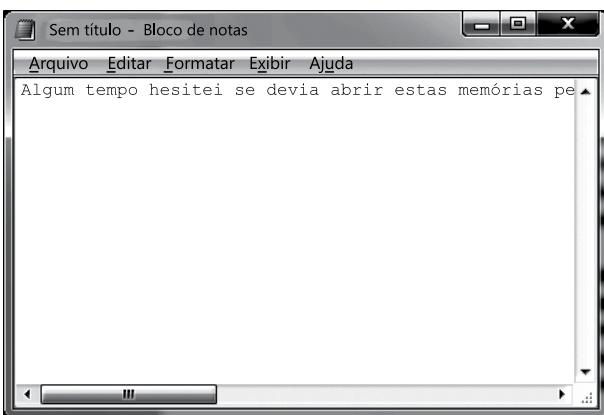 Sem título - Bloco de notas
Arquivo Editar Formatar Exibir Ajuda
Algum tempo hesitei se devia abrir estas memórias pe